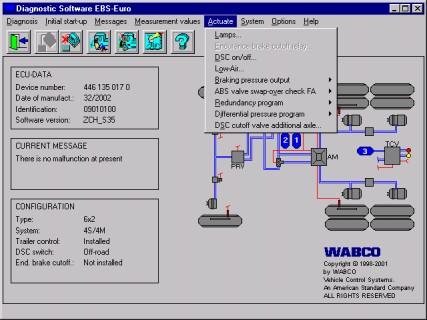 Diagnostic Software EBS-Euro
Diagnosis Initial start-up Messages Measurement values Actuate System Options Help
Lamps...
Endurance-brake cutoff relay...
DSC on/off...
Low-Air...
Braking pressure output
ABS valve swap-over check FA
Redundancy program
Differential pressure program
DSC cutoff valve additional axle...
ECU-DATA
Device number: 446 135 017 0
Date of manufact.: 32/2002
Identification: 09010100
Software version: ZCH_S35
CURRENT MESSAGE
There is no malfunction at present
CONFIGURATION
Type: 6x2
System: 4S/4M
Trailer control: Installed
DSC switch: Off-road
End. brake cutoff.: Not installed
PRV
2 1
AM
3
TCV
WABCO
Copyright © 1998-2001
by WABCO
Vehicle Control Systems.
An American Standard Company
ALL RIGHTS RESERVED